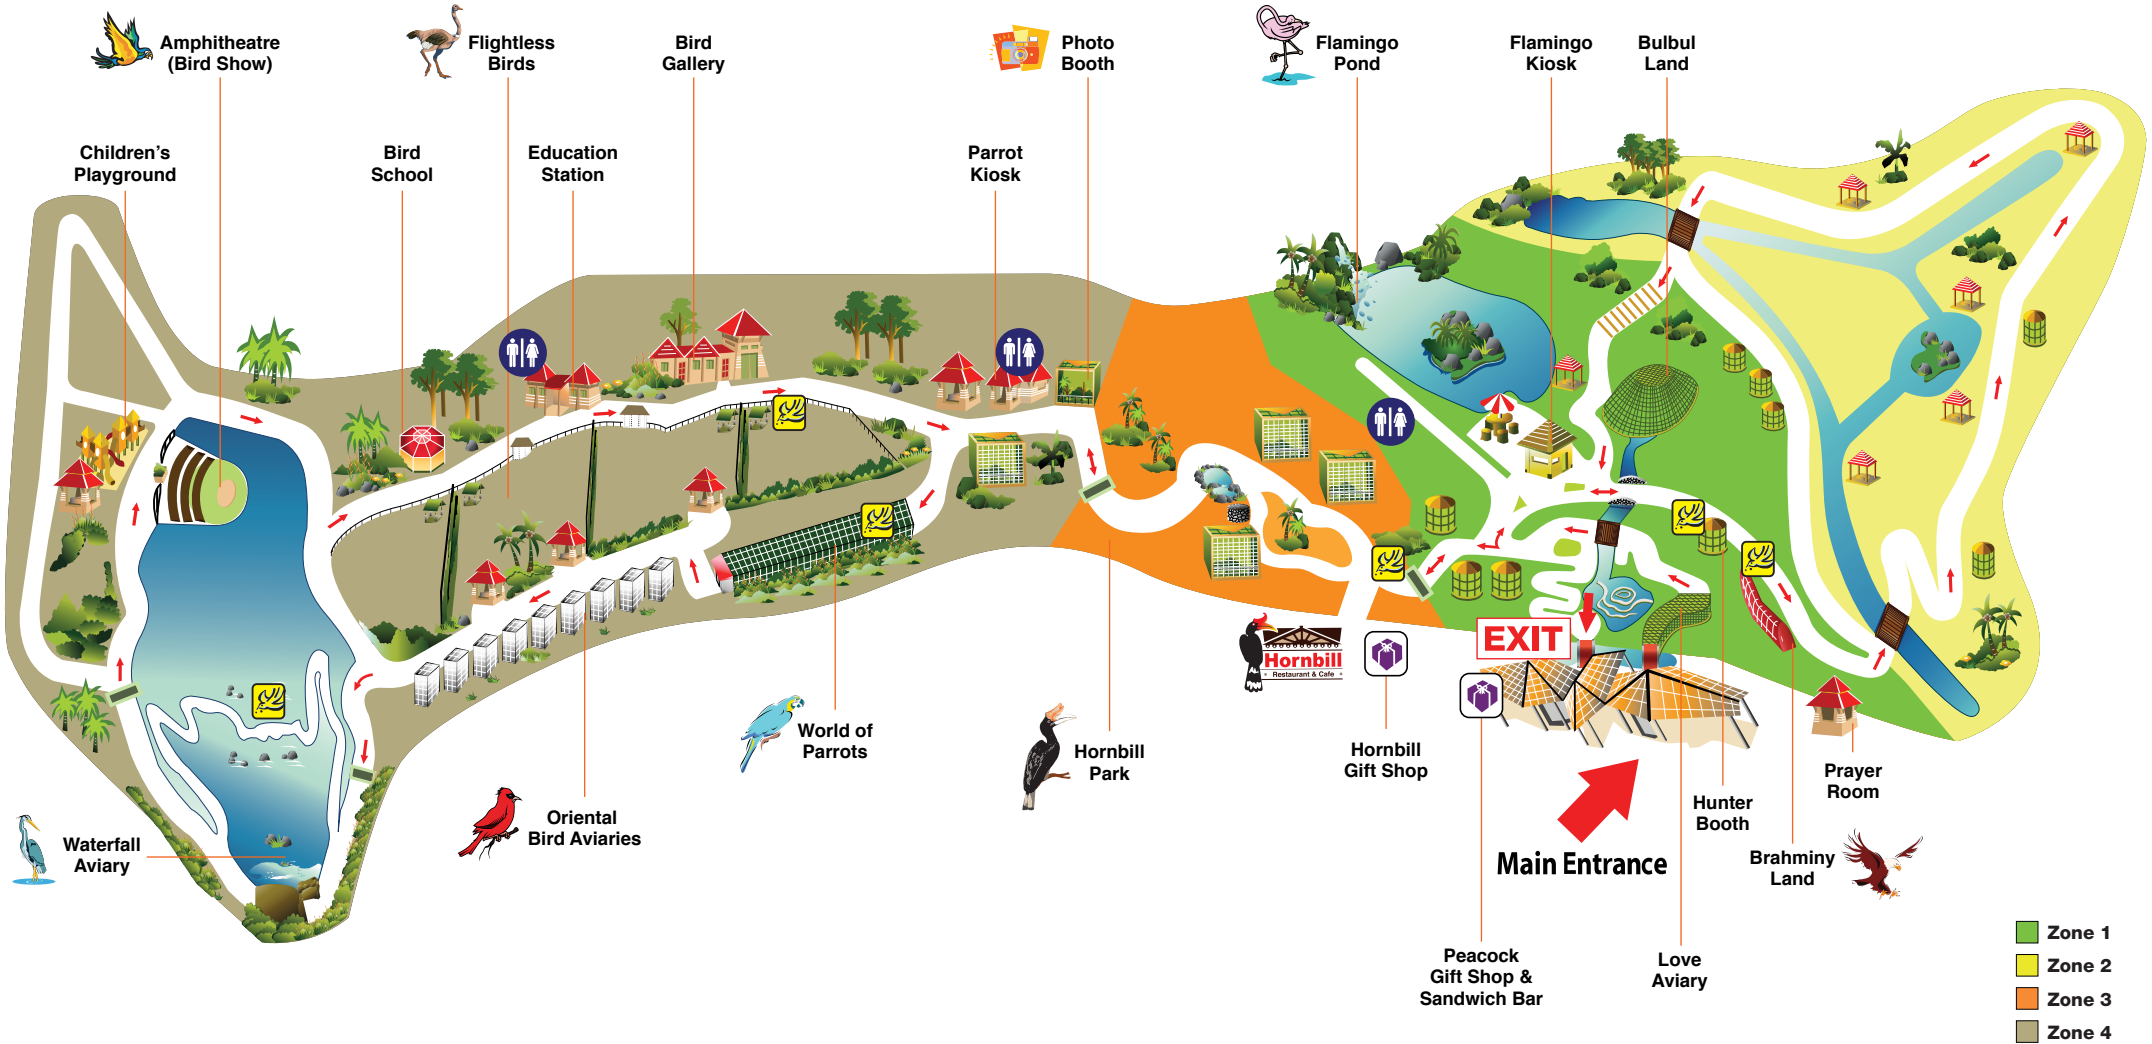 Amphitheatre
(Bird Show)
Flightless
Birds
Bird
Gallery
Photo
Booth
Flamingo
Pond
Flamingo
Kiosk
Bulbul
Land
Children's
Playground
Bird
School
Education
Station
Parrot
Kiosk
EXIT
Hornbill
Restaurant & Cafe
World of
Parrots
Hornbill
Park
Hornbill
Gift Shop
Prayer
Room
Hunter
Booth
Oriental
Bird Aviaries
Waterfall
Aviary
Main Entrance
Brahminy
Land
Peacock
Gift Shop &
Sandwich Bar
Love
Aviary
Zone 1
Zone 2
Zone 3
Zone 4